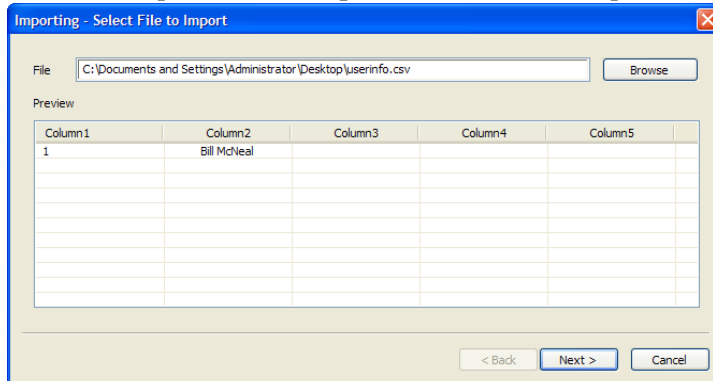 Importing - Select File to Import
File C:\Documents and Settings\Administrator\Desktop\userinfo.csv Browse
Preview
Column1 Column2 Column3 Column4 Column5
1 Bill McNeal
< Back Next > Cancel